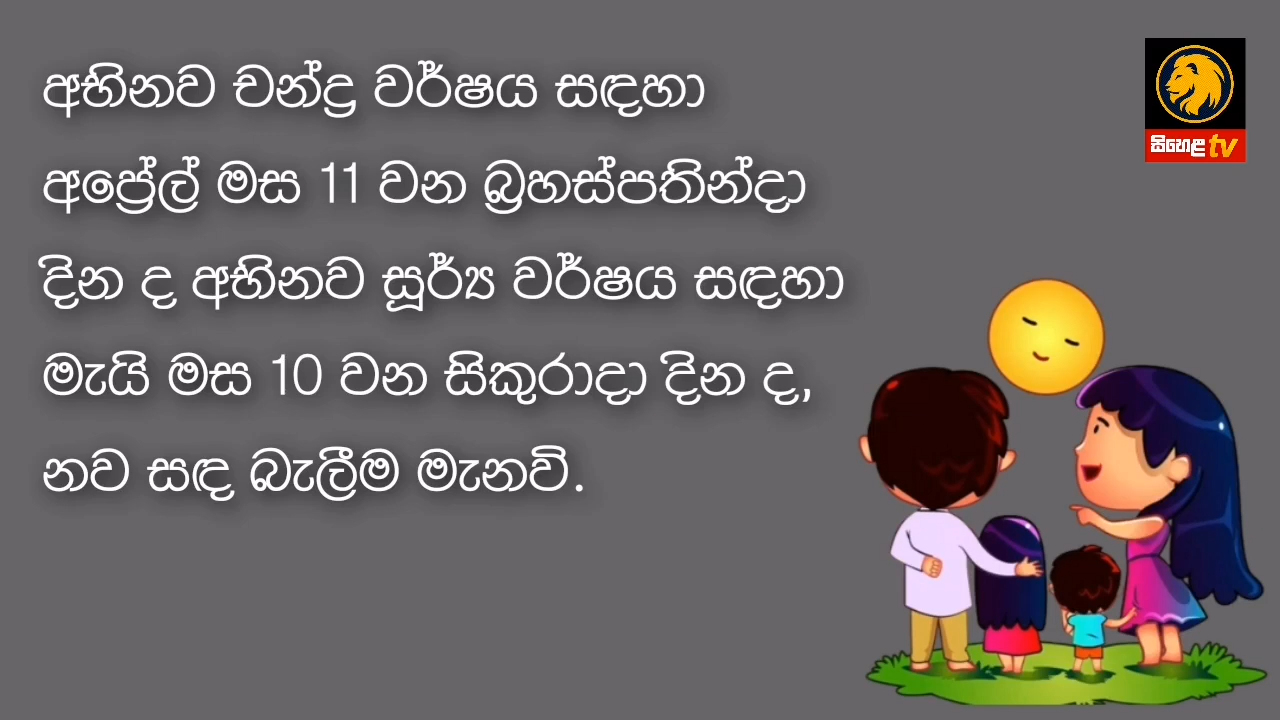 අභිනව චන්ද්‍ර වර්ෂය සඳහා
අප්‍රේල් මස 11 වන බ්‍රහස්පතින්දා
දින ද අභිනව සූර්ය වර්ෂය සඳහා
මැයි මස 10 වන සිකුරාදා දින ද,
නව සඳ බැලීම මැනවි.
සිහෙළ tv